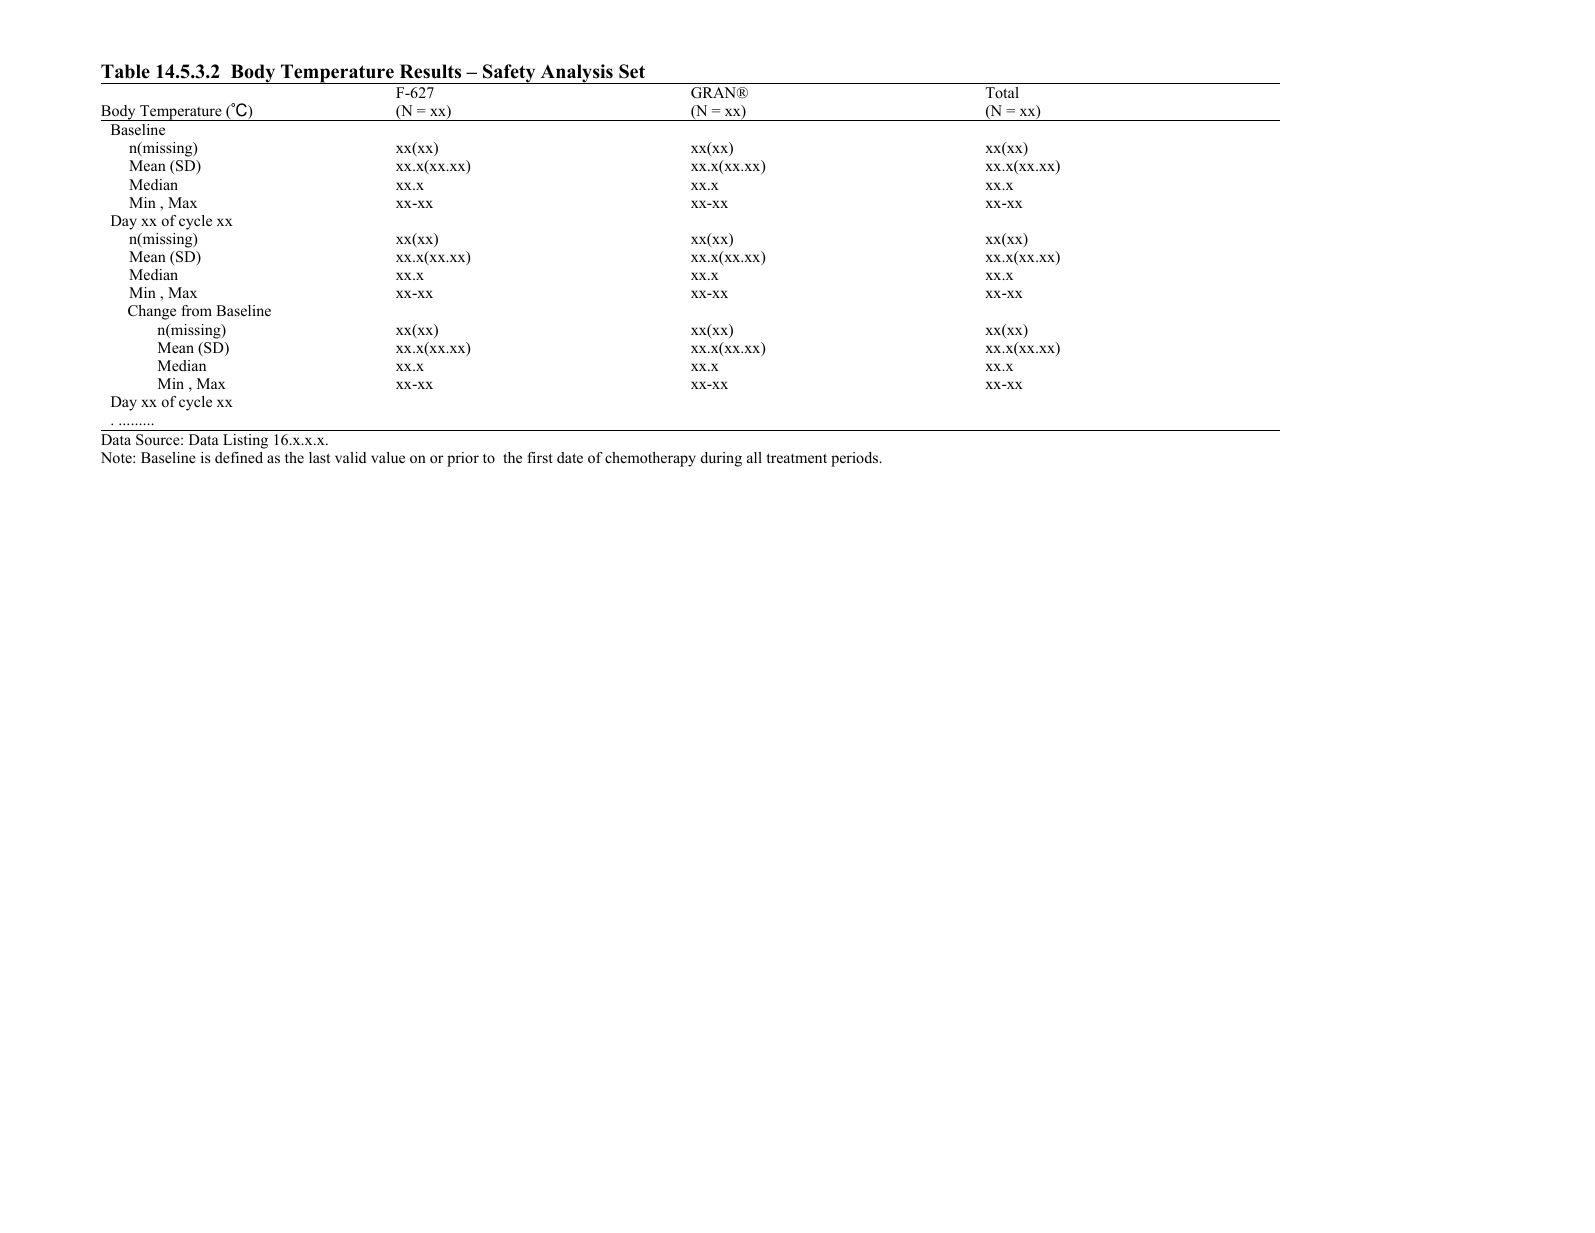 Table 14.5.3.2  Body Temperature Results – Safety Analysis Set
F-627 GRAN® Total
Body Temperature (℃) (N = xx) (N = xx) (N = xx)
Baseline
n(missing) xx(xx) xx(xx) xx(xx)
Mean (SD) xx.x(xx.xx) xx.x(xx.xx) xx.x(xx.xx)
Median xx.x xx.x xx.x
Min , Max xx-xx xx-xx xx-xx
Day xx of cycle xx
n(missing) xx(xx) xx(xx) xx(xx)
Mean (SD) xx.x(xx.xx) xx.x(xx.xx) xx.x(xx.xx)
Median xx.x xx.x xx.x
Min , Max xx-xx xx-xx xx-xx
Change from Baseline
n(missing) xx(xx) xx(xx) xx(xx)
Mean (SD) xx.x(xx.xx) xx.x(xx.xx) xx.x(xx.xx)
Median xx.x xx.x xx.x
Min , Max xx-xx xx-xx xx-xx
Day xx of cycle xx
. .........
Data Source: Data Listing 16.x.x.x.
Note: Baseline is defined as the last valid value on or prior to  the first date of chemotherapy during all treatment periods.